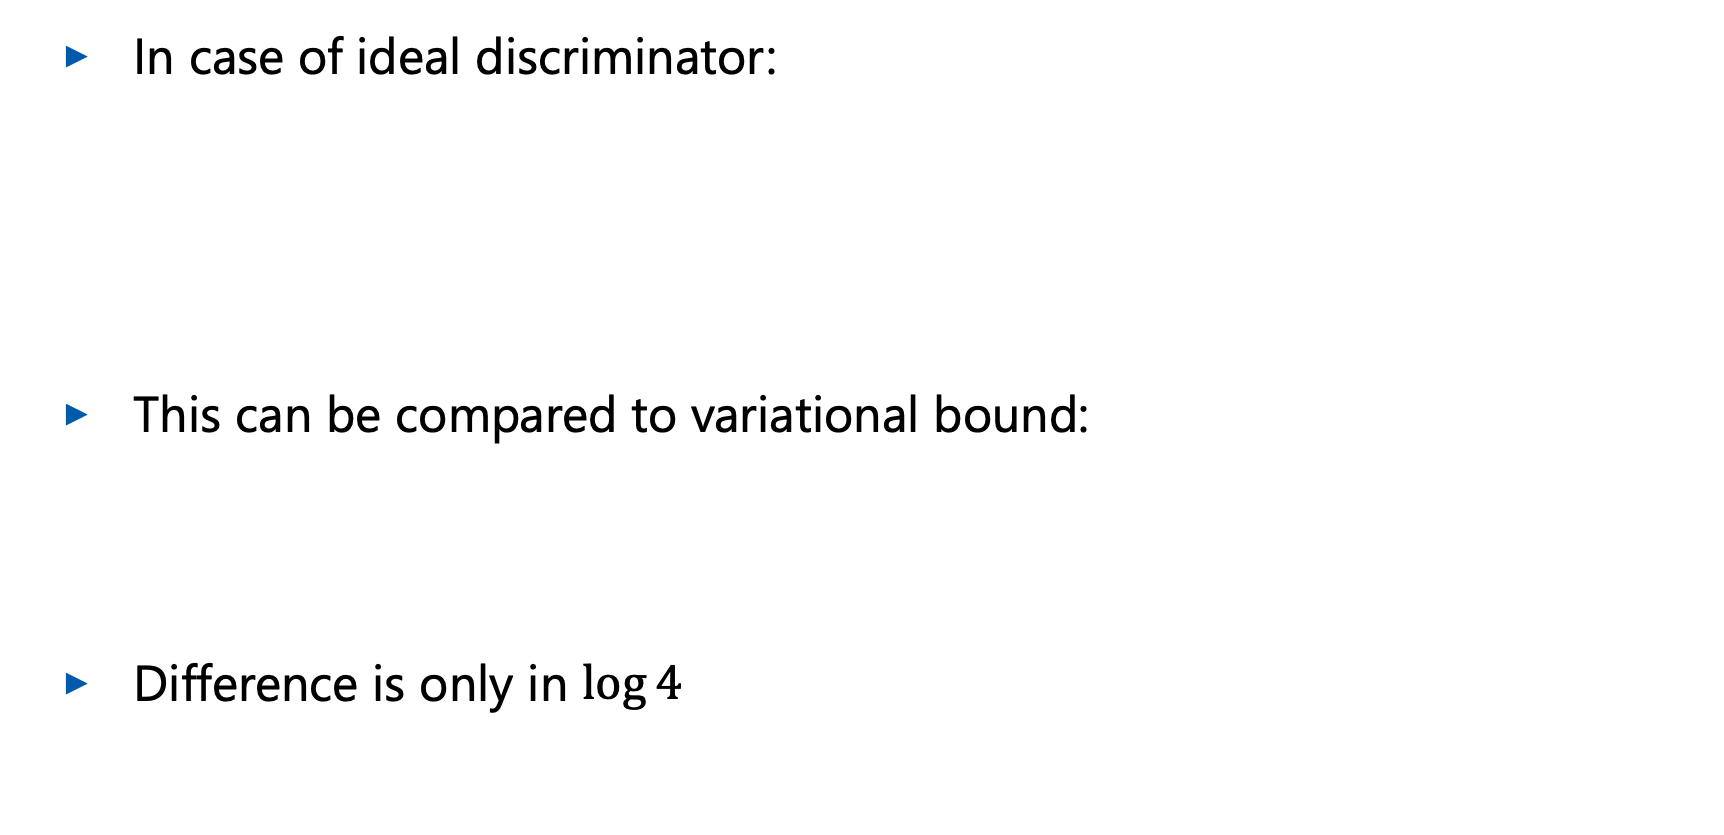 ► In case of ideal discriminator:
► This can be compared to variational bound:
► Difference is only in log 4